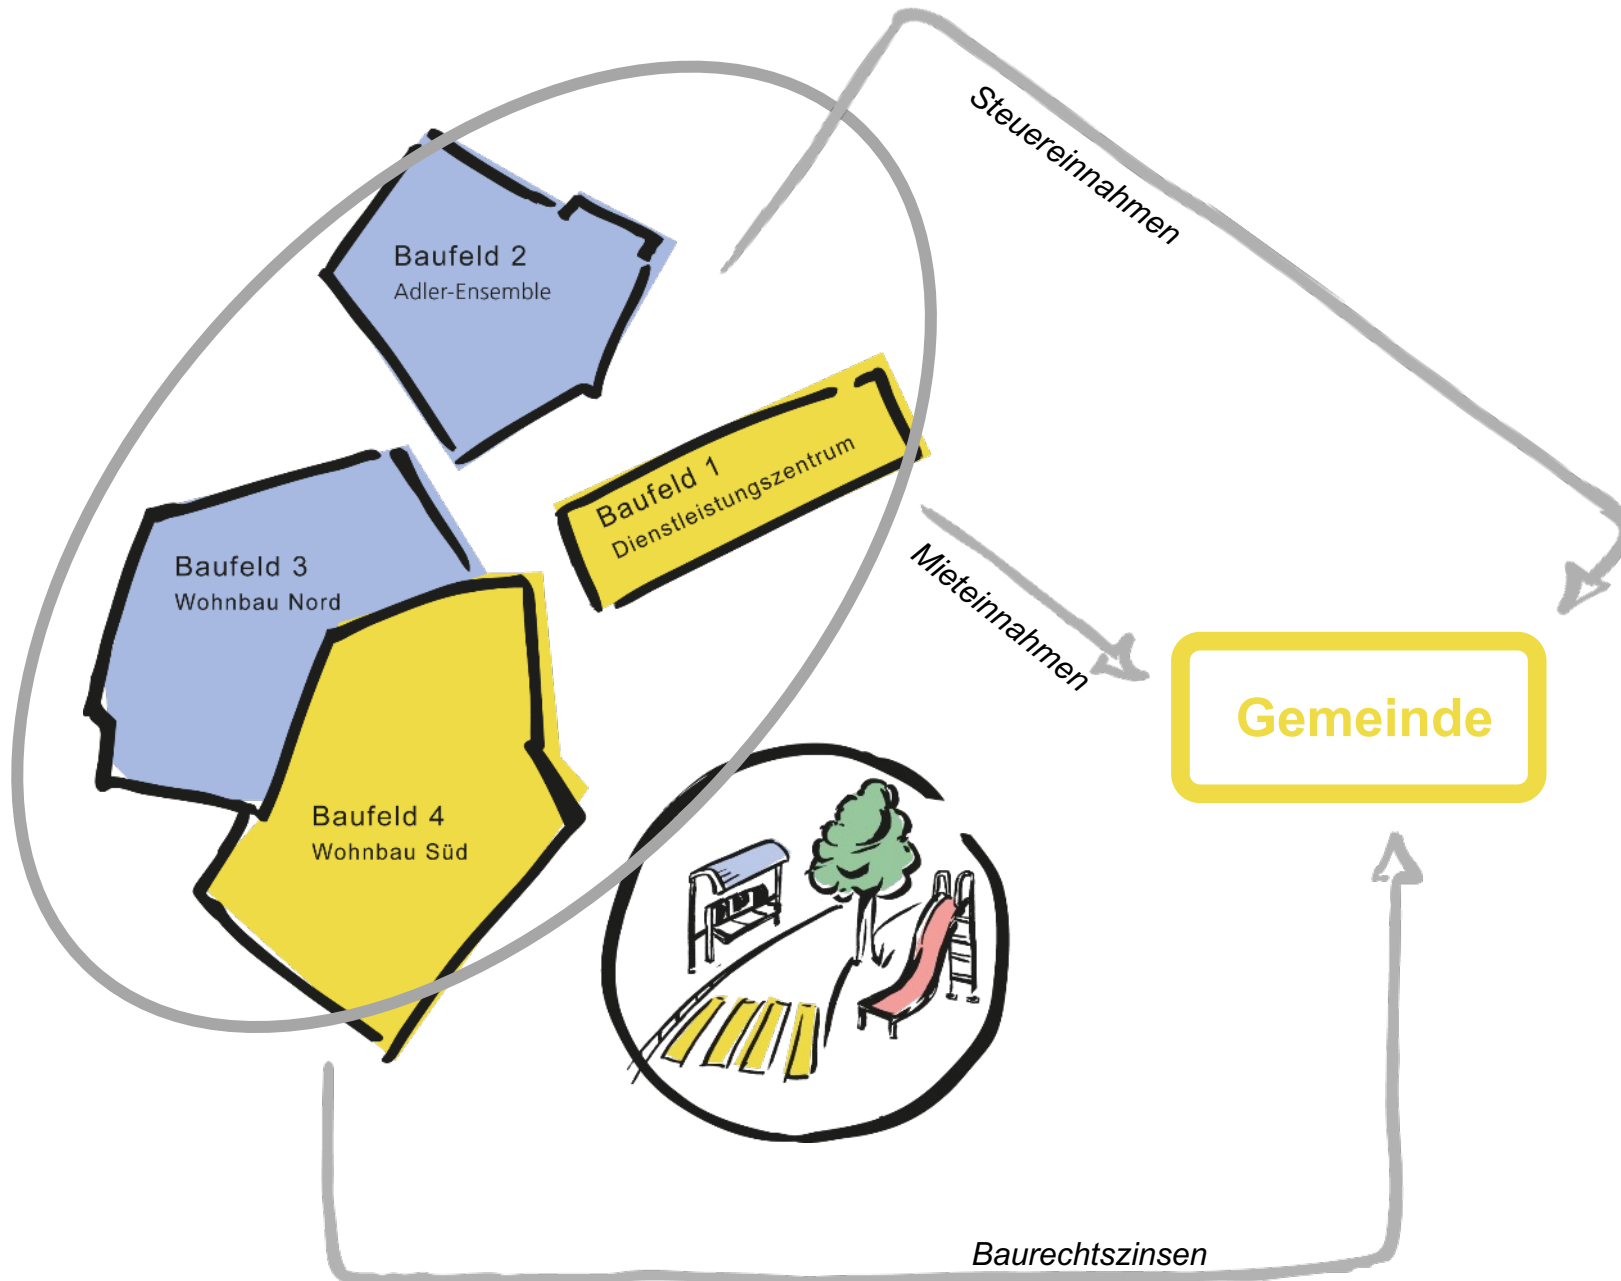 Steuereinnahmen
Baufeld 2
Adler-Ensemble
Baufeld 1
Dienstleistungszentrum
Baufeld 3
Wohnbau Nord
Mieteinnahmen
Gemeinde
Baufeld 4
Wohnbau Süd
Baurechtszinsen